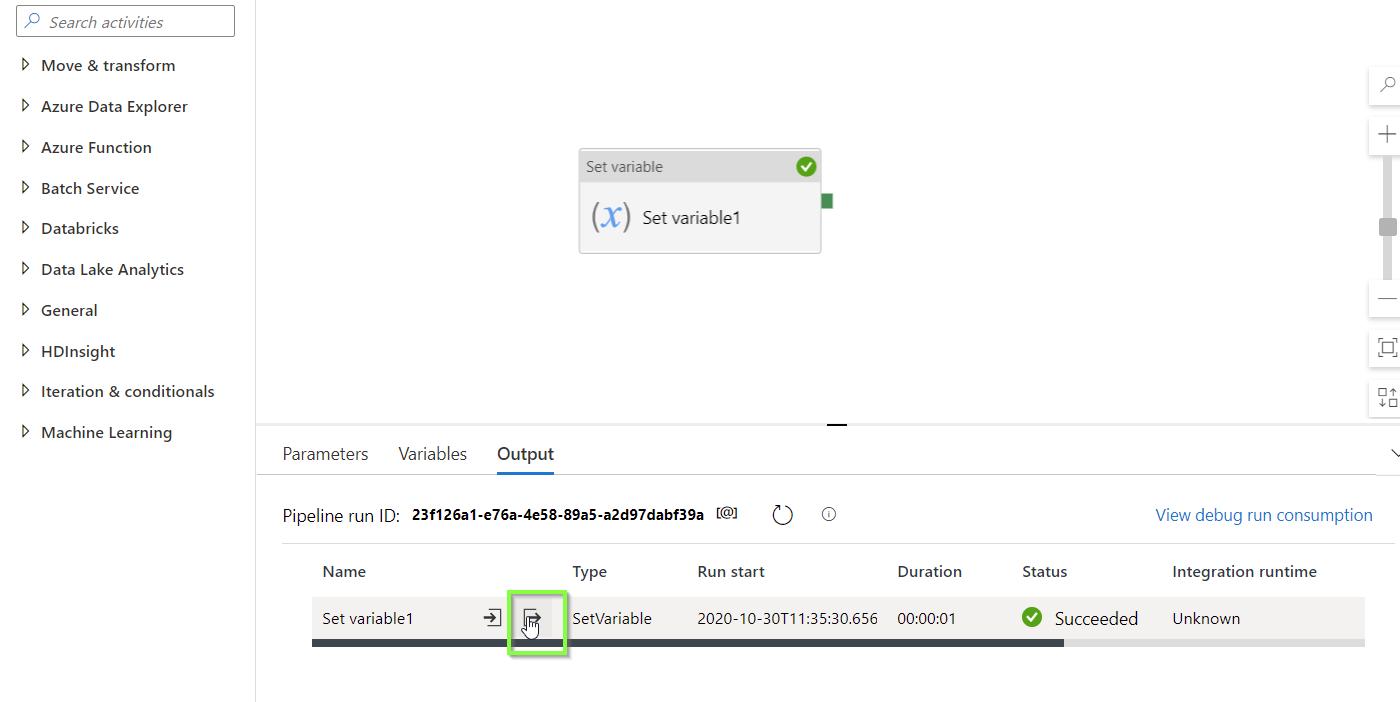 Search activities
Move & transform
Azure Data Explorer
Azure Function
Batch Service
Databricks
Data Lake Analytics
General
HDInsight
Iteration & conditionals
Machine Learning
Set variable
(x) Set variable1
Parameters Variables Output
Pipeline run ID: 23f126a1-e76a-4e58-89a5-a2d97dabf39a [@] View debug run consumption
Name Type Run start Duration Status Integration runtime
Set variable1 SetVariable 2020-10-30T11:35:30.656 00:00:01 Succeeded Unknown